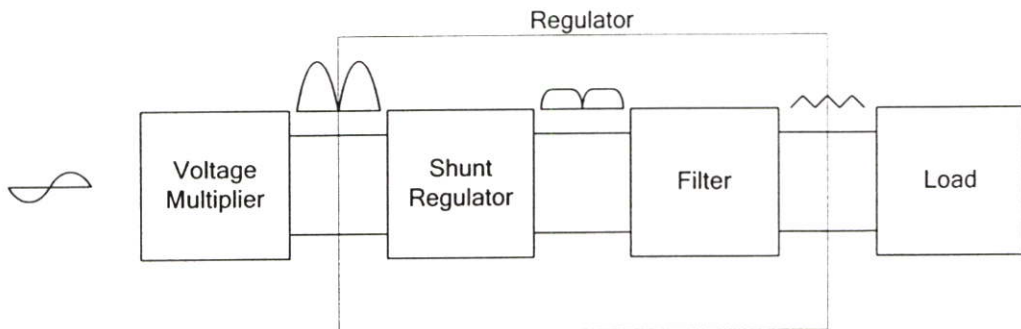 Regulator
Voltage
Multiplier
Shunt
Regulator
Filter
Load